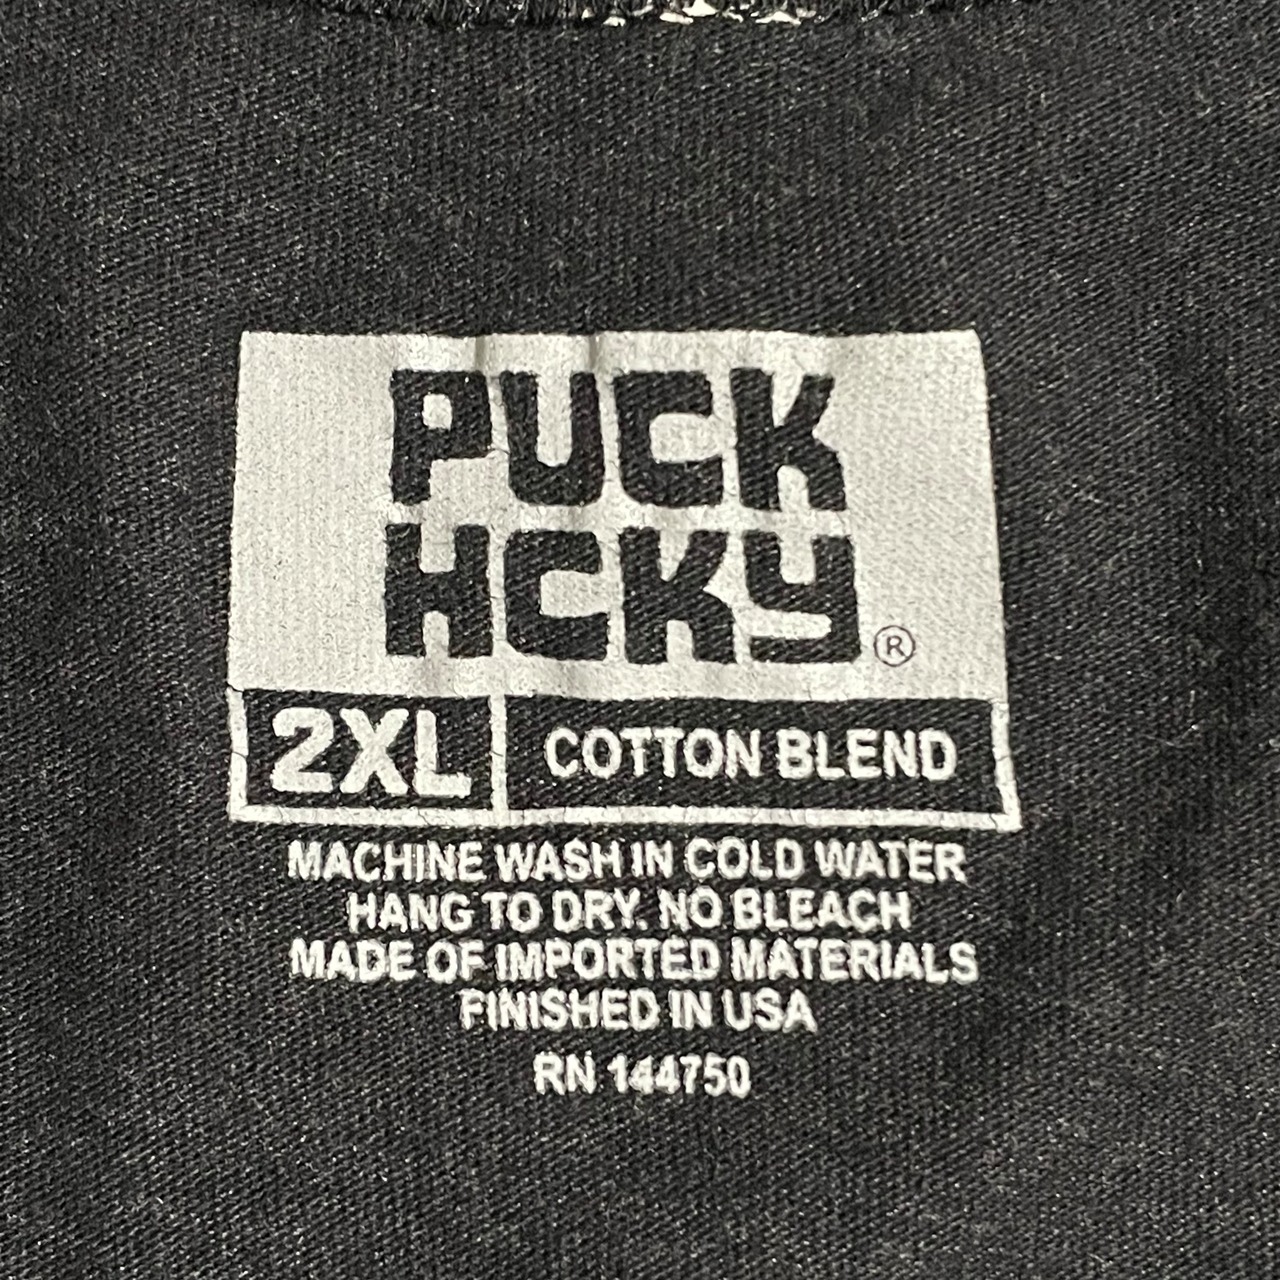 PUCK
HCKY®
2XL COTTON BLEND
MACHINE WASH IN COLD WATER
HANG TO DRY. NO BLEACH
MADE OF IMPORTED MATERIALS
FINISHED IN USA
RN 144750